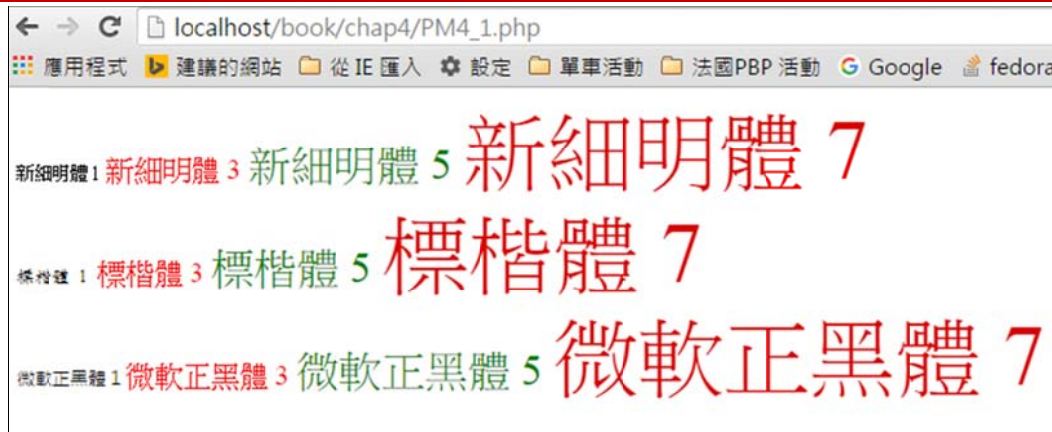 localhost/book/chap4/PM4_1.php
應用程式 建議的網站 從 IE 匯入 設定 單車活動 法國PBP 活動 Google fedora
新細明體 1 新細明體 3 新細明體 5 新細明體 7
標楷體 1 標楷體 3 標楷體 5 標楷體 7
微軟正黑體 1 微軟正黑體 3 微軟正黑體 5 微軟正黑體 7